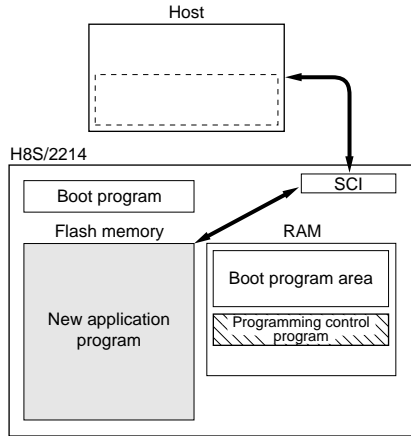 Host
H8S/2214
SCI
Boot program
Flash memory
RAM
Boot program area
New application
program
Programming control
program